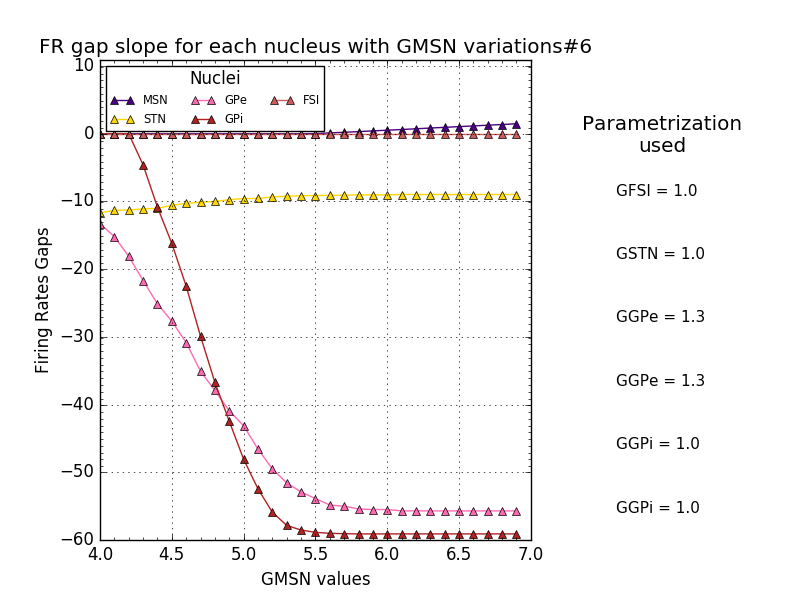 FR gap slope for each nucleus with GMSN variations#6
Nuclei
MSN GPe FSI
STN GPi
10
0
−10
−20
−30
−40
−50
−60
Firing Rates Gaps
4.0 4.5 5.0 5.5 6.0 6.5 7.0
GMSN values
Parametrization
used
GFSI = 1.0
GSTN = 1.0
GGPe = 1.3
GGPe = 1.3
GGPi = 1.0
GGPi = 1.0